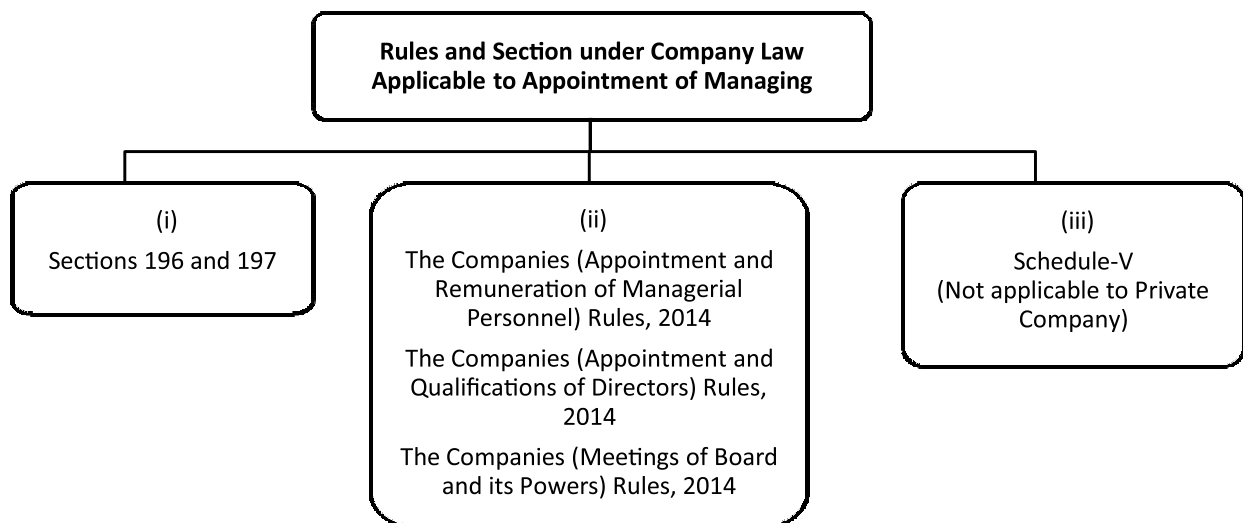 Rules and Section under Company Law
Applicable to Appointment of Managing
(i)
Sections 196 and 197
(ii)
The Companies (Appointment and
Remuneration of Managerial
Personnel) Rules, 2014
The Companies (Appointment and
Qualifications of Directors) Rules,
2014
The Companies (Meetings of Board
and its Powers) Rules, 2014
(iii)
Schedule-V
(Not applicable to Private
Company)